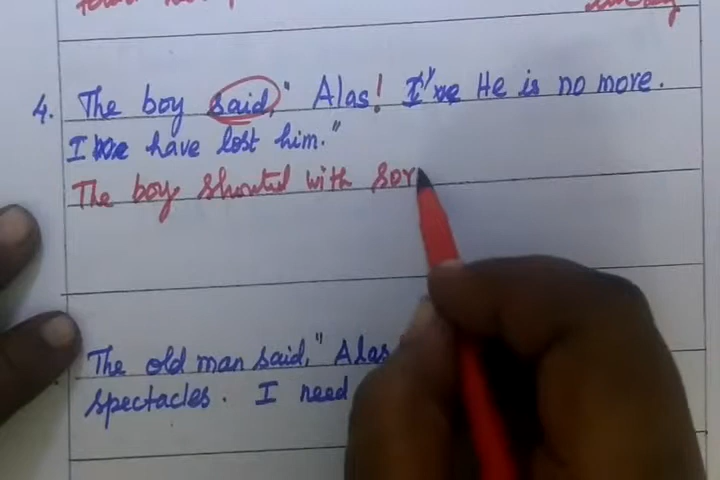 4. The boy said," Alas! I've He is no more.
I have lost him."
The boy shouted with sor
The old man said," Alas
spectacles. I need